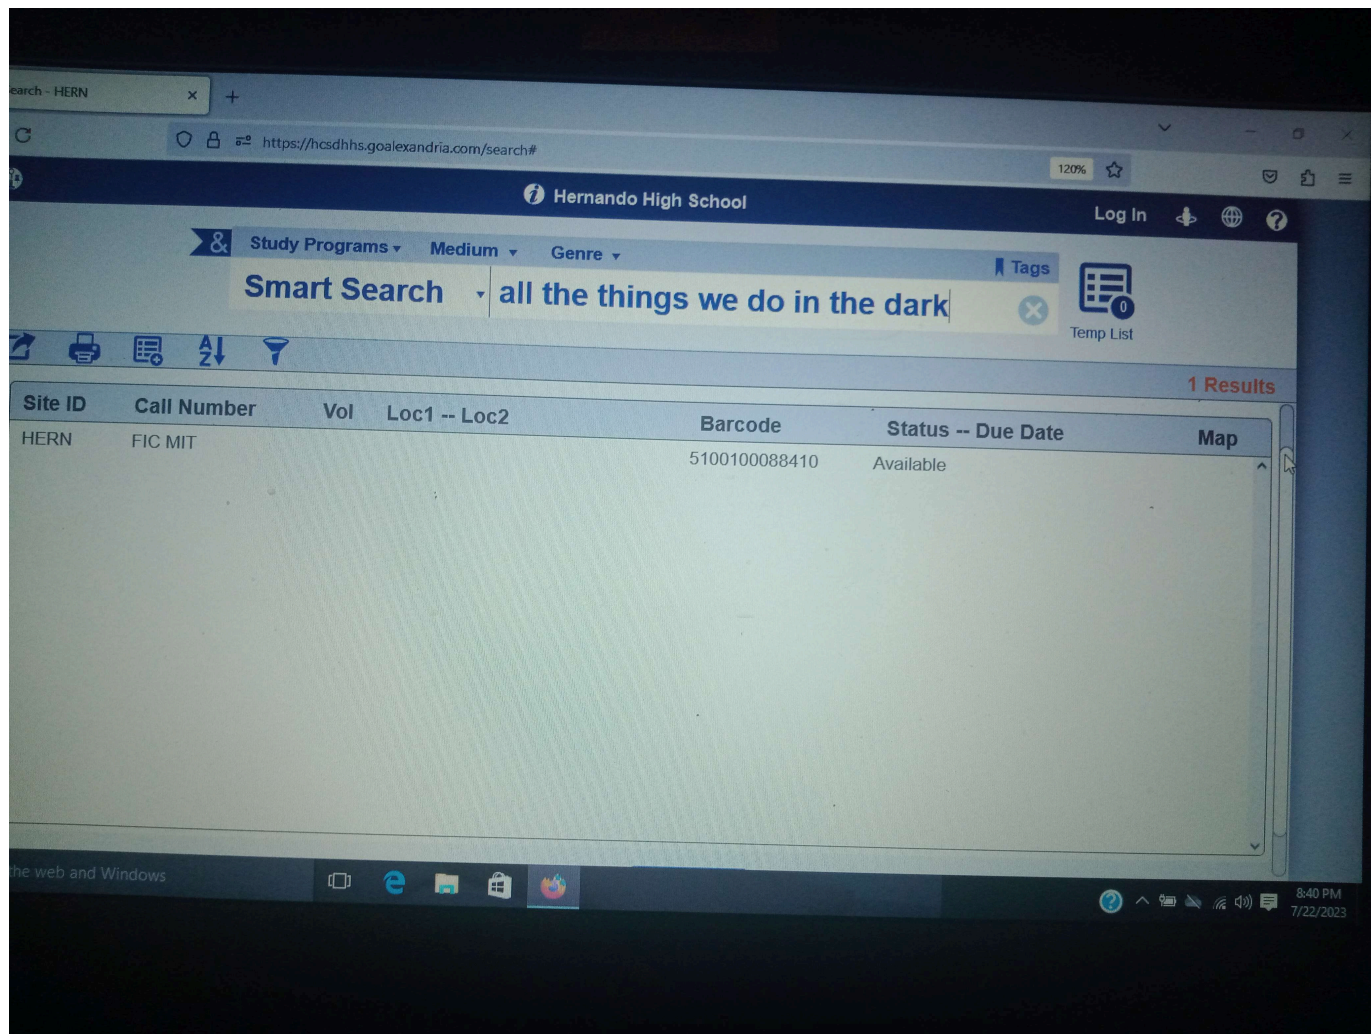 earch - HERN
https://hcsdhhs.goalexandria.com/search#
120%
Hernando High School
Log In
& Study Programs Medium Genre
Tags
Smart Search all the things we do in the dark
0
Temp List
1 Results
Site ID Call Number Vol Loc1 -- Loc2 Barcode Status -- Due Date Map
HERN FIC MIT 5100100088410 Available
the web and Windows
8:40 PM
7/22/2023